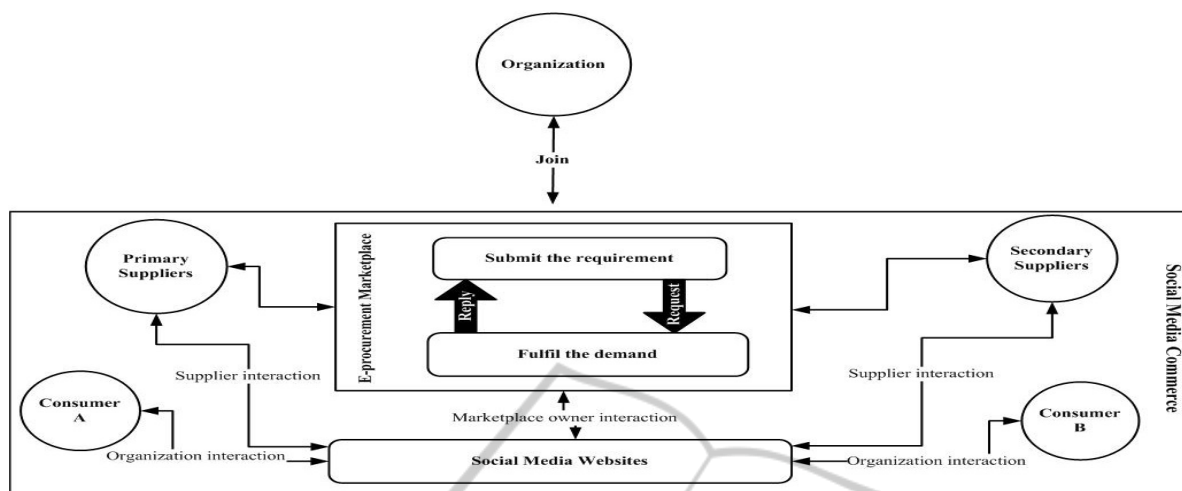 Organization
Join
Primary
Suppliers
E-procurement Marketplace
Submit the requirement
Reply
Request
Fulfil the demand
Secondary
Suppliers
Social Media Commerce
Supplier interaction
Supplier interaction
Consumer
A
Marketplace owner interaction
Consumer
B
Organization interaction
Social Media Websites
Organization interaction